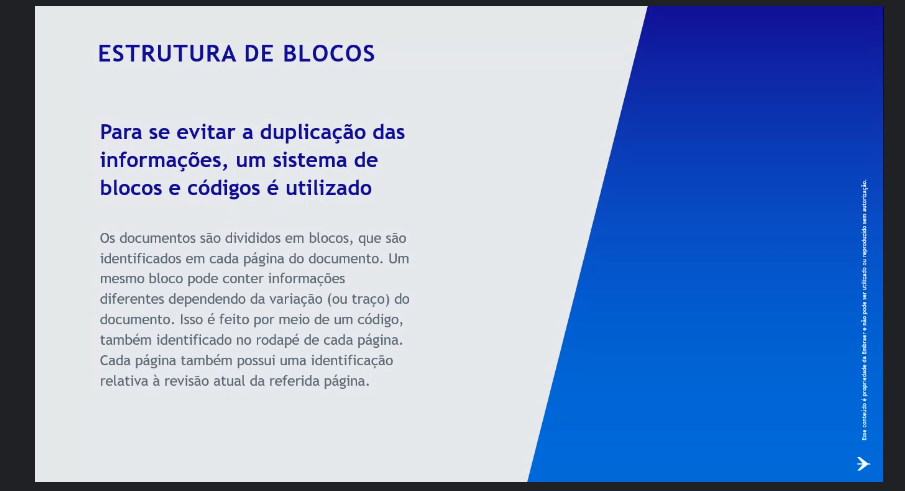 ESTRUTURA DE BLOCOS
Para se evitar a duplicação das
informações, um sistema de
blocos e códigos é utilizado
Os documentos são divididos em blocos, que são
identificados em cada página do documento. Um
mesmo bloco pode conter informações
diferentes dependendo da variação (ou traço) do
documento. Isso é feito por meio de um código,
também identificado no rodapé de cada página.
Cada página também possui uma identificação
relativa à revisão atual da referida página.
Esse conteúdo é propriedade da Embraer e não pode ser utilizado ou reproduzido sem autorização.